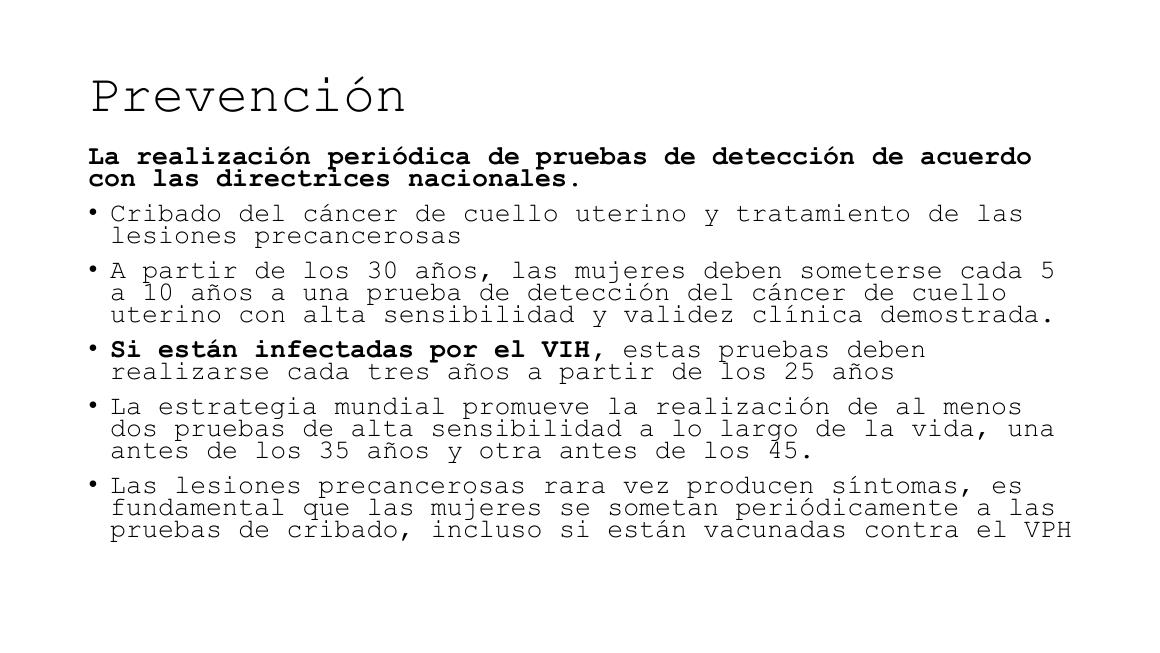 Prevención
La realización periódica de pruebas de detección de acuerdo
con las directrices nacionales.
• Cribado del cáncer de cuello uterino y tratamiento de las
lesiones precancerosas
• A partir de los 30 años, las mujeres deben someterse cada 5
a 10 años a una prueba de detección del cáncer de cuello
uterino con alta sensibilidad y validez clínica demostrada.
• Si están infectadas por el VIH, estas pruebas deben
realizarse cada tres años a partir de los 25 años
• La estrategia mundial promueve la realización de al menos
dos pruebas de alta sensibilidad a lo largo de la vida, una
antes de los 35 años y otra antes de los 45.
• Las lesiones precancerosas rara vez producen síntomas, es
fundamental que las mujeres se sometan periódicamente a las
pruebas de cribado, incluso si están vacunadas contra el VPH